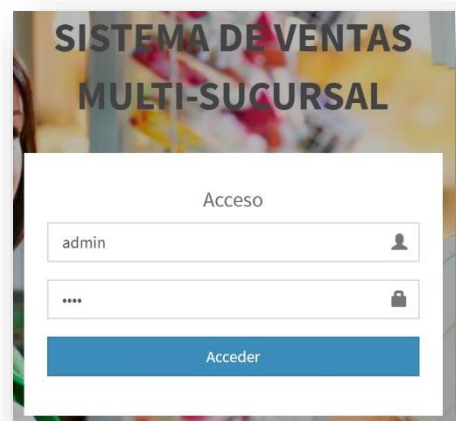 SISTEMA DE VENTAS
MULTI-SUCURSAL
Acceso
admin
••••
Acceder